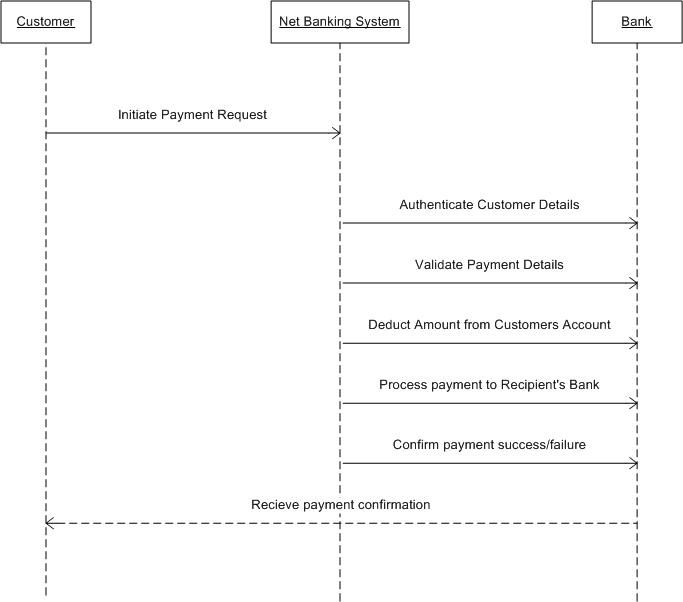 Customer
Net Banking System
Bank
Initiate Payment Request
Authenticate Customer Details
Validate Payment Details
Deduct Amount from Customers Account
Process payment to Recipient's Bank
Confirm payment success/failure
Recieve payment confirmation